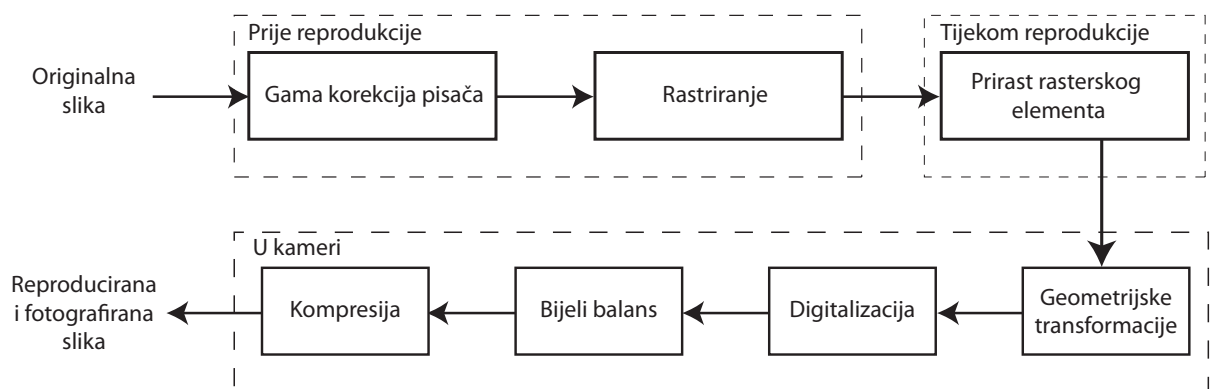 Prije reprodukcije
Tijekom reprodukcije
Originalna
slika
Gama korekcija pisača
Rastriranje
Prirast rasterskog
elementa
U kameri
Reproducirana
i fotografirana
slika
Kompresija
Bijeli balans
Digitalizacija
Geometrijske
transformacije